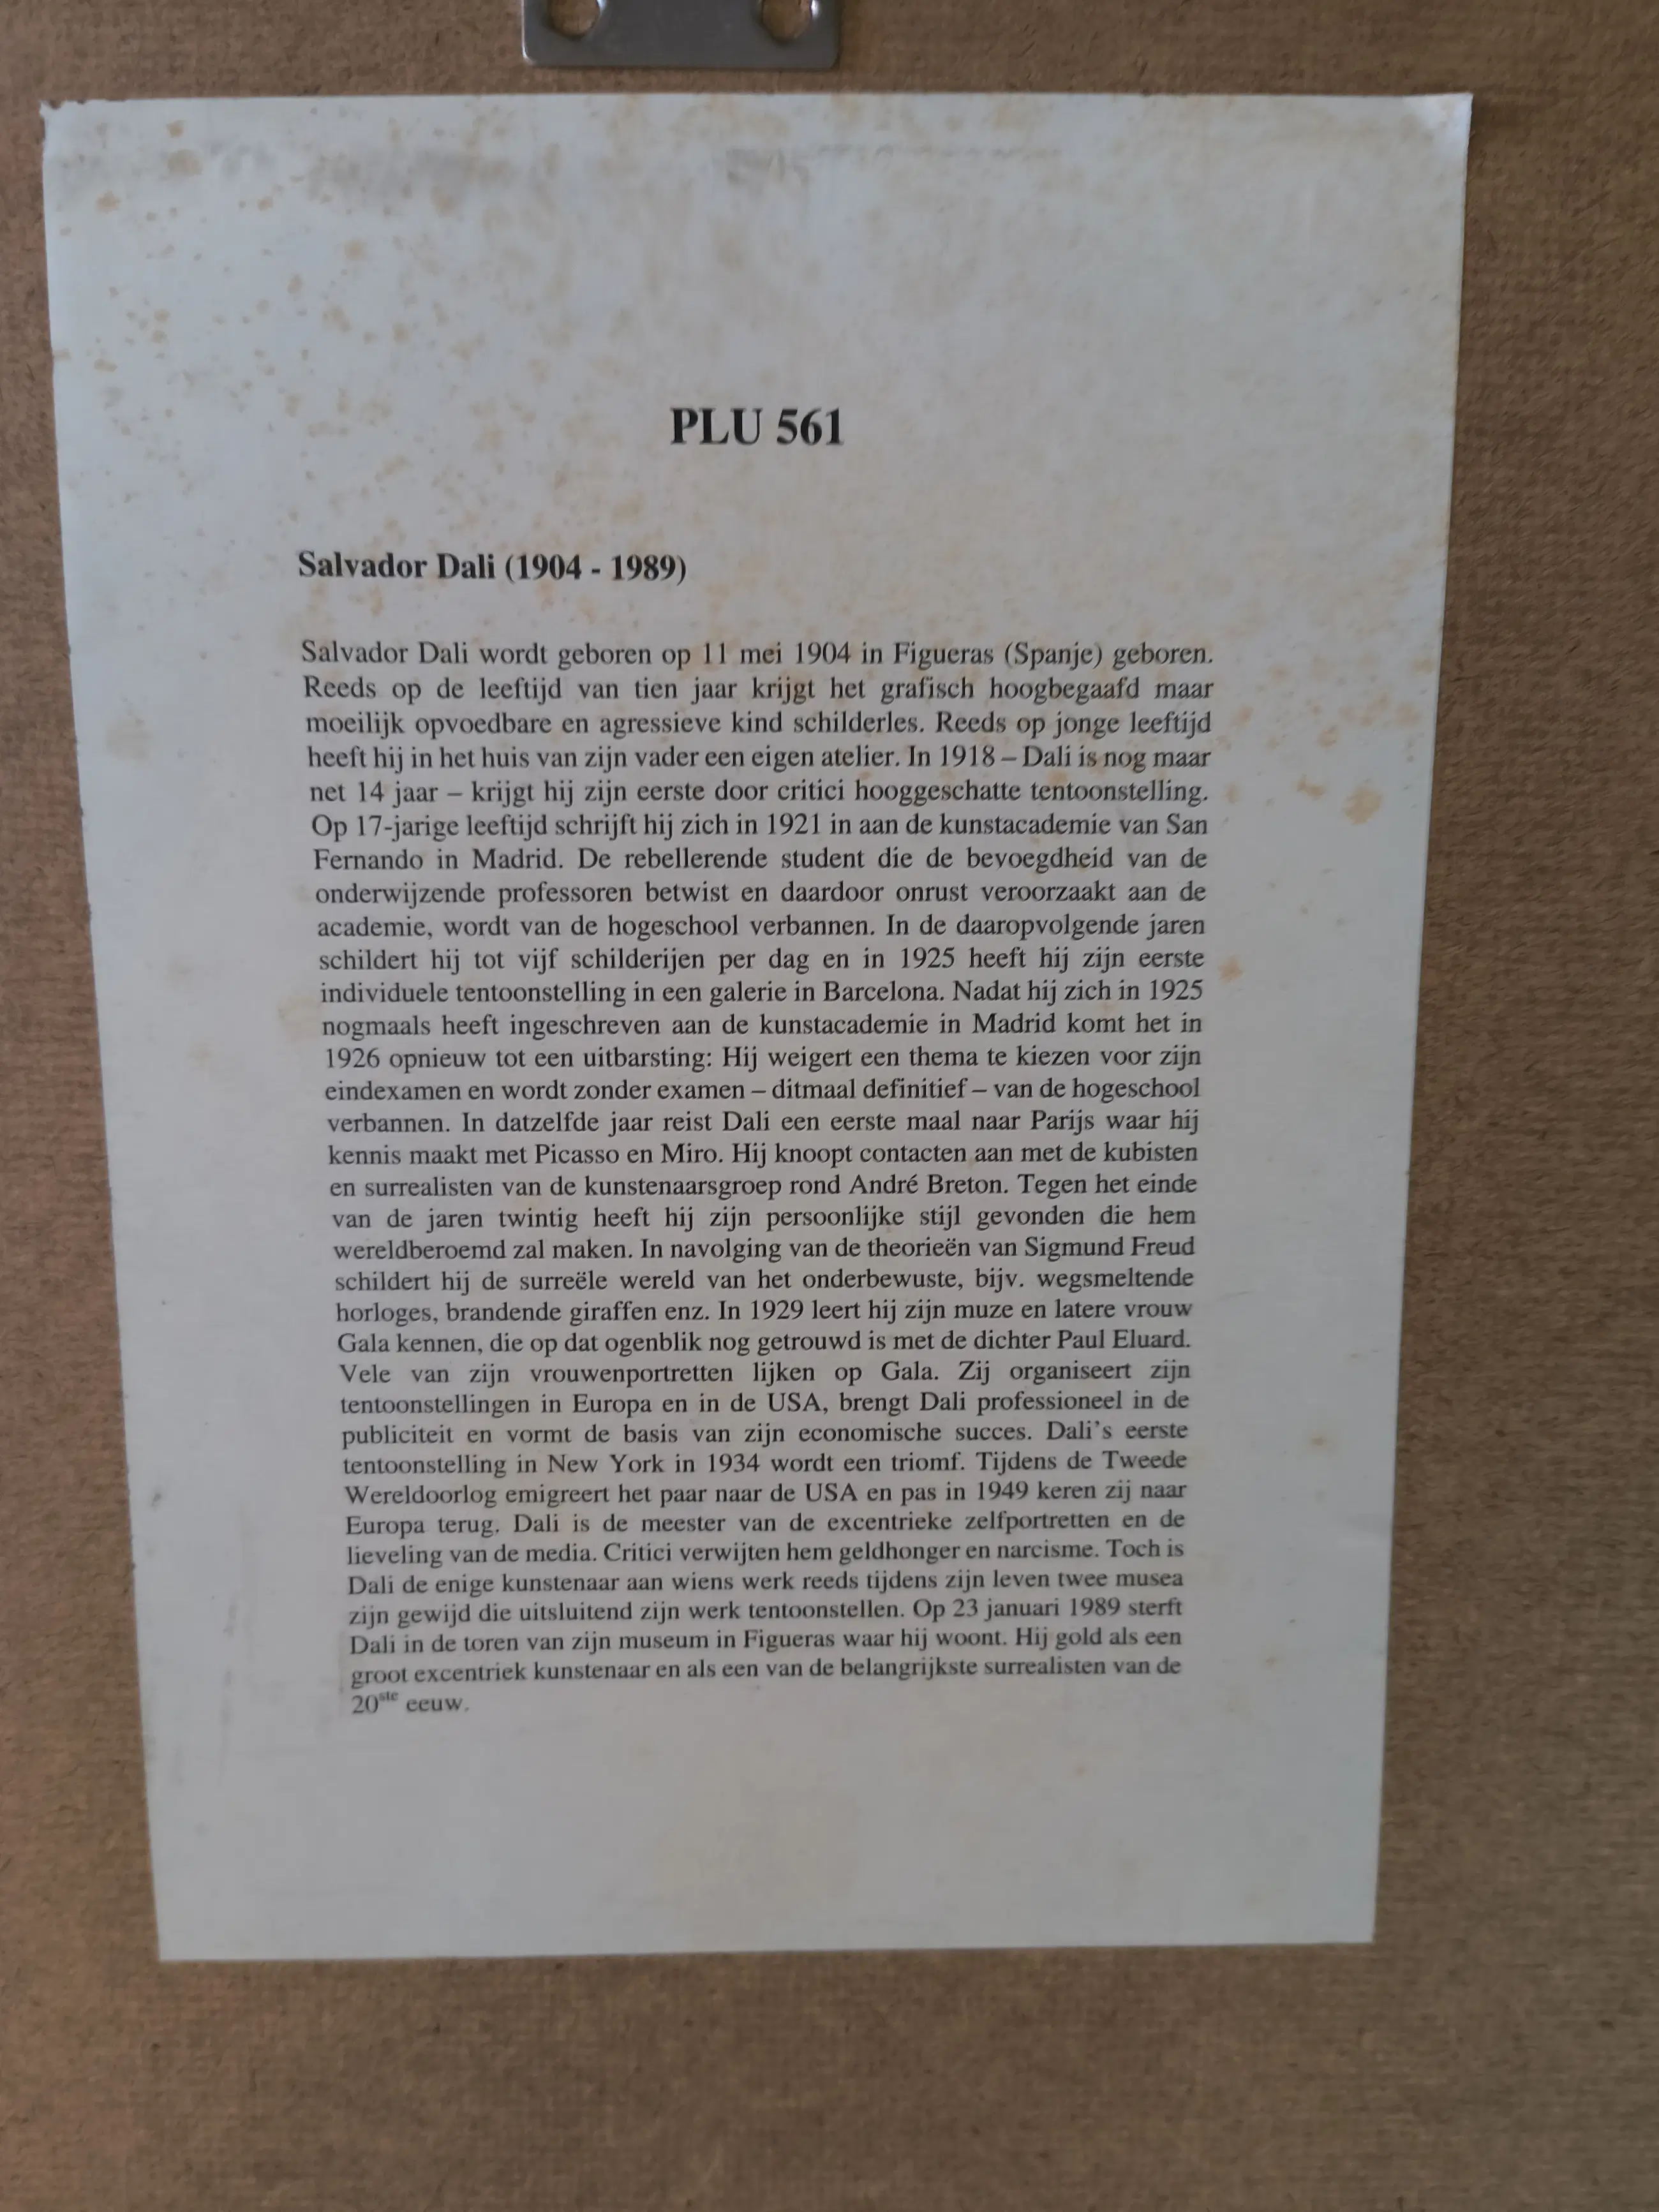 PLU 561
Salvador Dali (1904 - 1989)
Salvador Dali wordt geboren op 11 mei 1904 in Figueras (Spanje) geboren.
Reeds op de leeftijd van tien jaar krijgt het grafisch hoogbegaafd maar
moeilijk opvoedbare en agressieve kind schilderles. Reeds op jonge leeftijd
heeft hij in het huis van zijn vader een eigen atelier. In 1918 – Dali is nog maar
net 14 jaar – krijgt hij zijn eerste door critici hooggeschatte tentoonstelling.
Op 17-jarige leeftijd schrijft hij zich in 1921 in aan de kunstacademie van San
Fernando in Madrid. De rebellerende student die de bevoegdheid van de
onderwijzende professoren betwist en daardoor onrust veroorzaakt aan de
academie, wordt van de hogeschool verbannen. In de daaropvolgende jaren
schildert hij tot vijf schilderijen per dag en in 1925 heeft hij zijn eerste
individuele tentoonstelling in een galerie in Barcelona. Nadat hij zich in 1925
nogmaals heeft ingeschreven aan de kunstacademie in Madrid komt het in
1926 opnieuw tot een uitbarsting: Hij weigert een thema te kiezen voor zijn
eindexamen en wordt zonder examen – ditmaal definitief – van de hogeschool
verbannen. In datzelfde jaar reist Dali een eerste maal naar Parijs waar hij
kennis maakt met Picasso en Miro. Hij knoopt contacten aan met de kubisten
en surrealisten van de kunstenaarsgroep rond André Breton. Tegen het einde
van de jaren twintig heeft hij zijn persoonlijke stijl gevonden die hem
wereldberoemd zal maken. In navolging van de theorieën van Sigmund Freud
schildert hij de surreële wereld van het onderbewuste, bijv. wegsmeltende
horloges, brandende giraffen enz. In 1929 leert hij zijn muze en latere vrouw
Gala kennen, die op dat ogenblik nog getrouwd is met de dichter Paul Eluard.
Vele van zijn vrouwenportretten lijken op Gala. Zij organiseert zijn
tentoonstellingen in Europa en in de USA, brengt Dali professioneel in de
publiciteit en vormt de basis van zijn economische succes. Dali's eerste
tentoonstelling in New York in 1934 wordt een triomf. Tijdens de Tweede
Wereldoorlog emigreert het paar naar de USA en pas in 1949 keren zij naar
Europa terug. Dali is de meester van de excentrieke zelfportretten en de
lieveling van de media. Critici verwijten hem geldhonger en narcisme. Toch is
Dali de enige kunstenaar aan wiens werk reeds tijdens zijn leven twee musea
zijn gewijd die uitsluitend zijn werk tentoonstellen. Op 23 januari 1989 sterft
Dali in de toren van zijn museum in Figueras waar hij woont. Hij gold als een
groot excentriek kunstenaar en als een van de belangrijkste surrealisten van de
20ste eeuw.